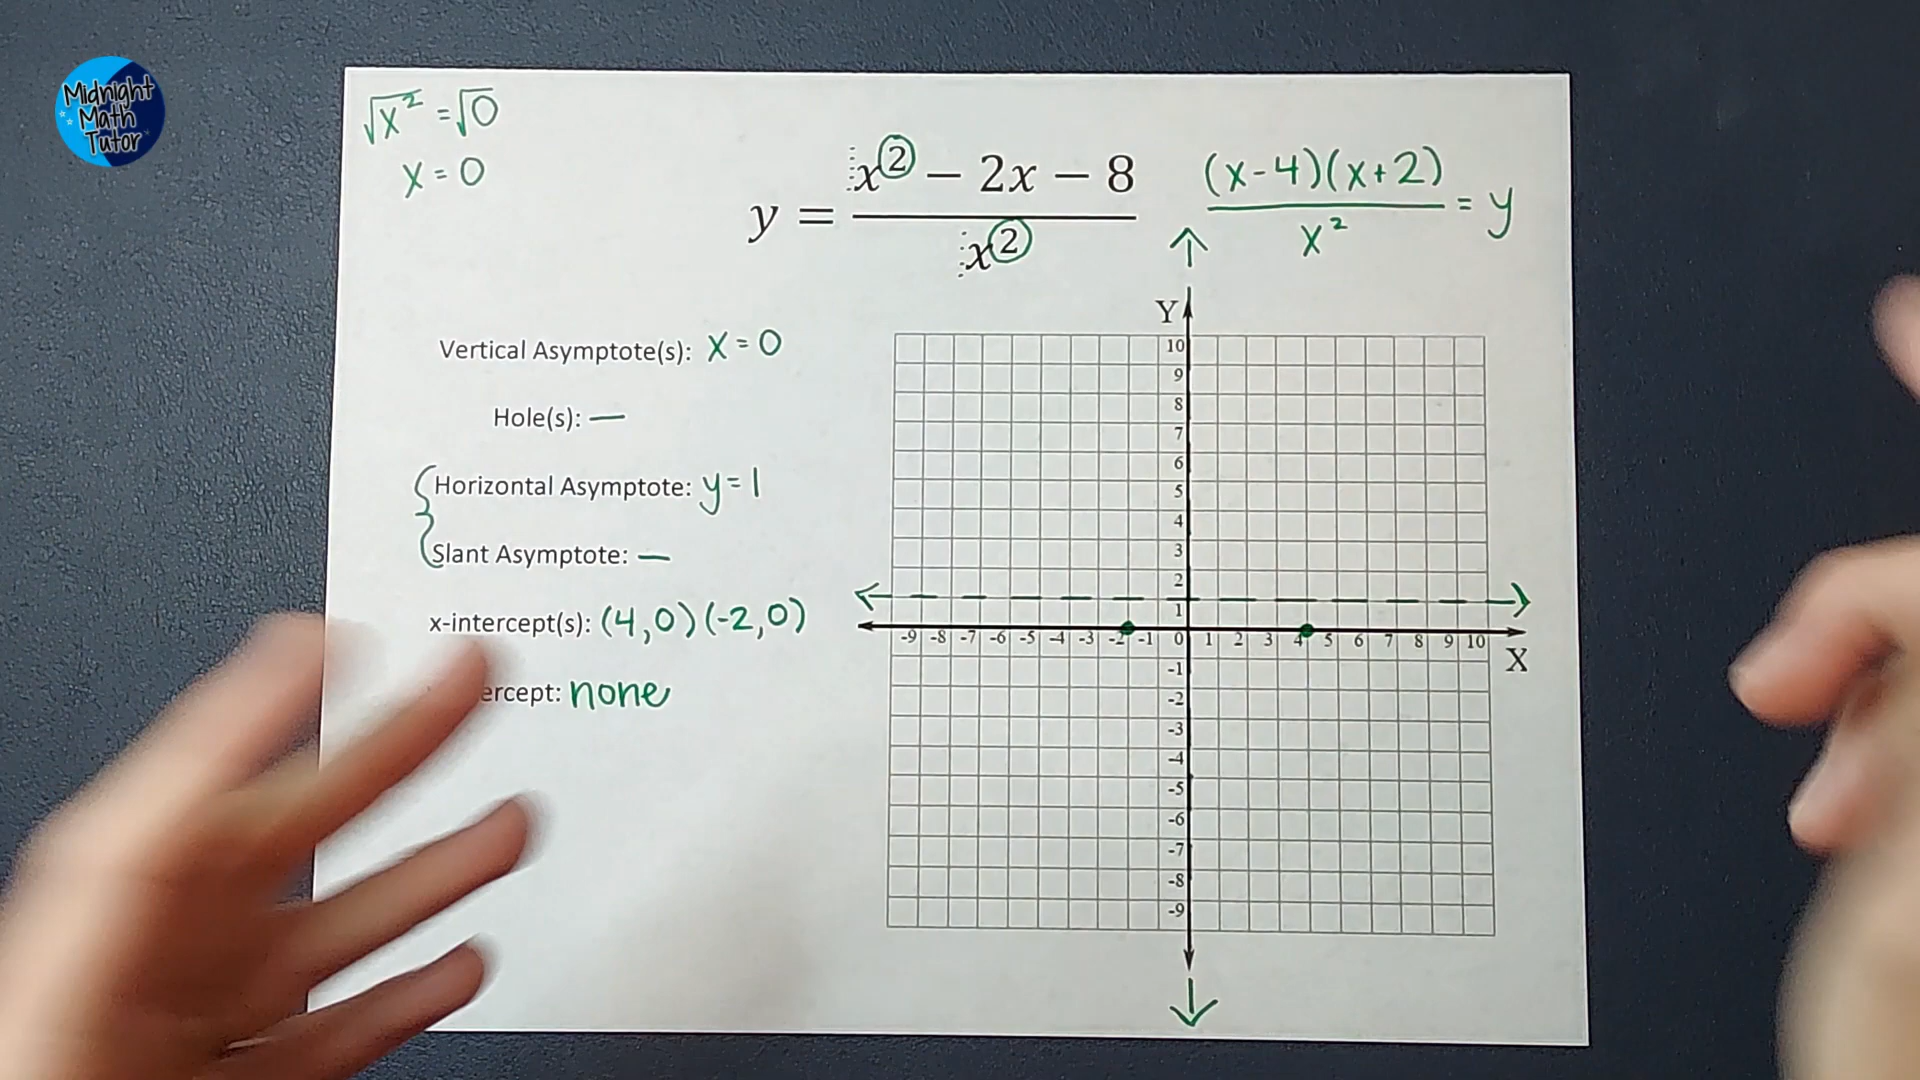 Midnight
Math
Tutor
√x² = √0
x = 0
y = (x² − 2x − 8) / x²
(x-4)(x+2) / x² = y
Vertical Asymptote(s): x = 0
Hole(s): —
Horizontal Asymptote: y = 1
Slant Asymptote: —
x-intercept(s): (4,0) (-2,0)
ercept: none
Y
10
9
8
7
6
5
4
3
2
1
-9 -8 -7 -6 -5 -4 -3 -2 -1 0 1 2 3 4 5 6 7 8 9 10
X
-1
-2
-3
-4
-5
-6
-7
-8
-9